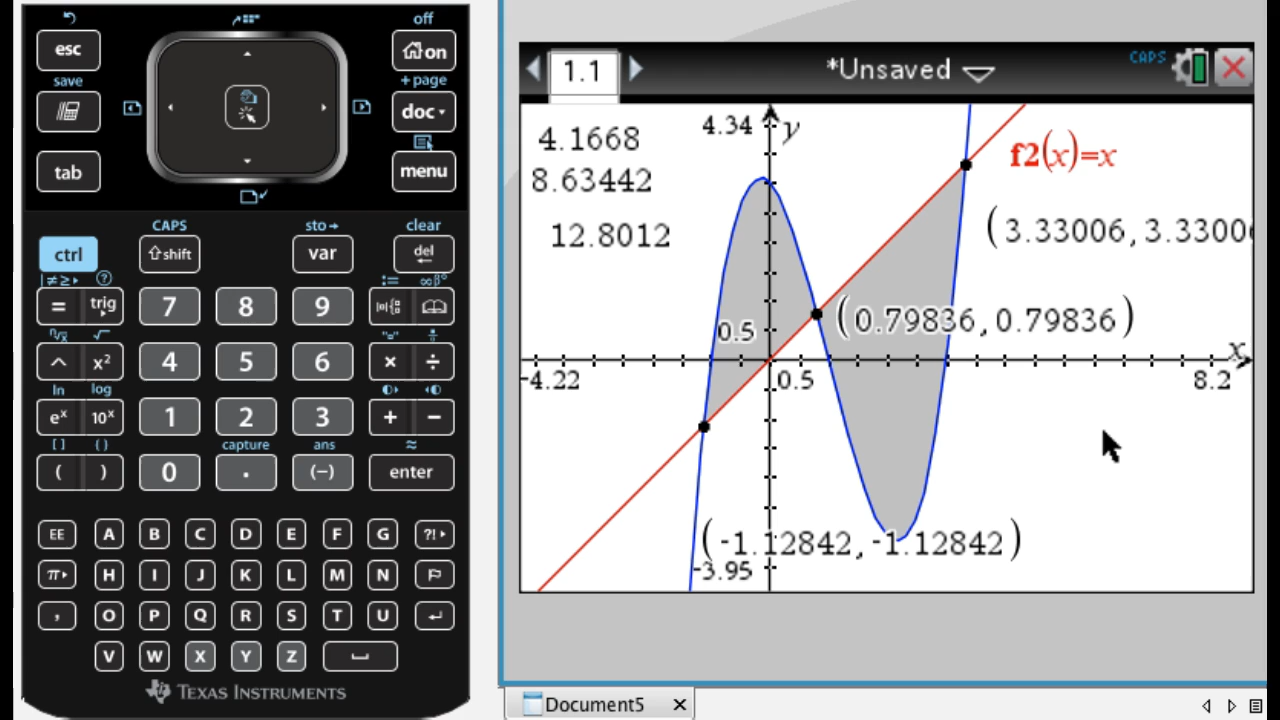 off
esc
on
save
+ page
doc
tab
menu
CAPS
sto→
clear
ctrl
⇧shift
var
del
|≠≥▸ ? := ∞β°
= trig 7 8 9
ⁿ√x √ "▫" ▫/▫
^ x² 4 5 6 × ÷
ln log
eˣ 10ˣ 1 2 3 + −
[ ] { } capture ans ≈
( ) 0 . (−) enter
EE A B C D E F G ?!▸
π▸ H I J K L M N
, O P Q R S T U ↵
V W X Y Z
TEXAS INSTRUMENTS
1.1
*Unsaved
CAPS
4.1668
8.63442
12.8012
4.34
y
f2(x)=x
(3.33006, 3.3300
(0.79836, 0.79836)
0.5
x
-4.22
0.5
8.2
(-1.12842, -1.12842)
-3.95
Document5